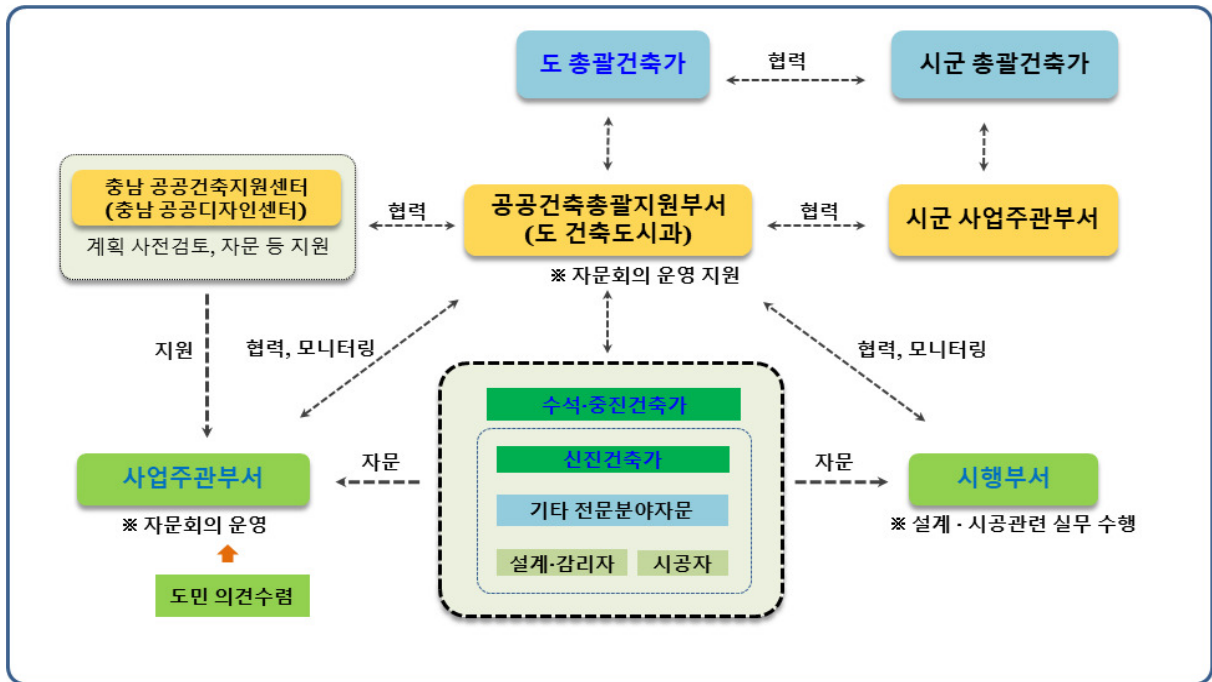 도 총괄건축가
협력
시군 총괄건축가
충남 공공건축지원센터
(충남 공공디자인센터)
계획 사전검토, 자문 등 지원
협력
공공건축총괄지원부서
(도 건축도시과)
※ 자문회의 운영 지원
협력
시군 사업주관부서
지원
협력, 모니터링
협력, 모니터링
수석·중진건축가
신진건축가
기타 전문분야자문
설계·감리자
시공자
사업주관부서
※ 자문회의 운영
자문
자문
시행부서
※ 설계 · 시공관련 실무 수행
도민 의견수렴